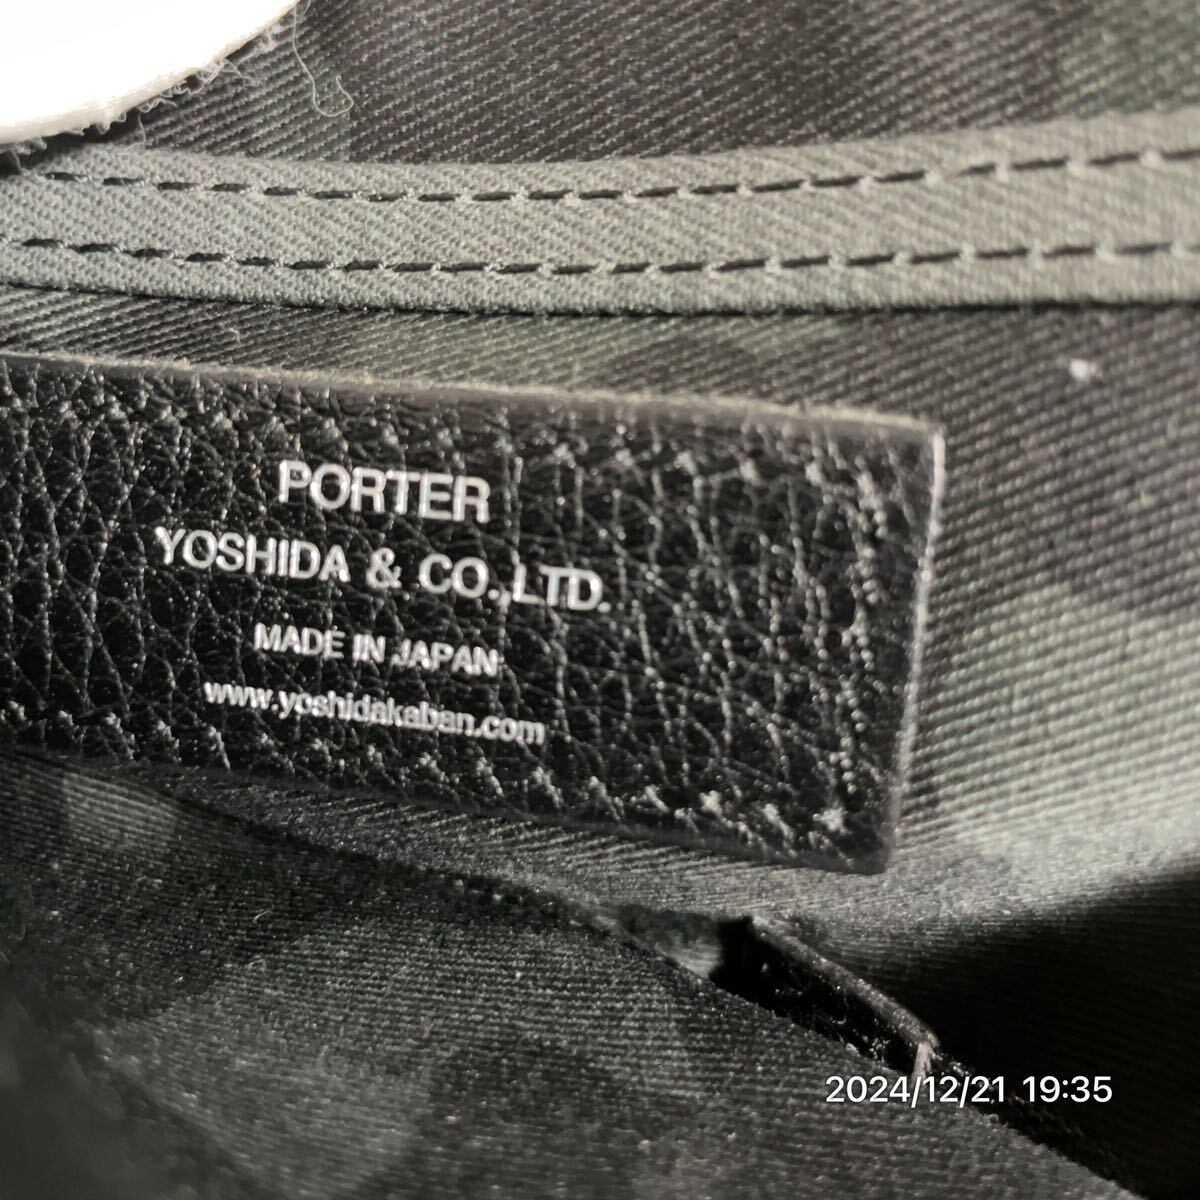 PORTER
YOSHIDA & CO.,LTD.
MADE IN JAPAN
www.yoshidakaban.com
2024/12/21 19:35